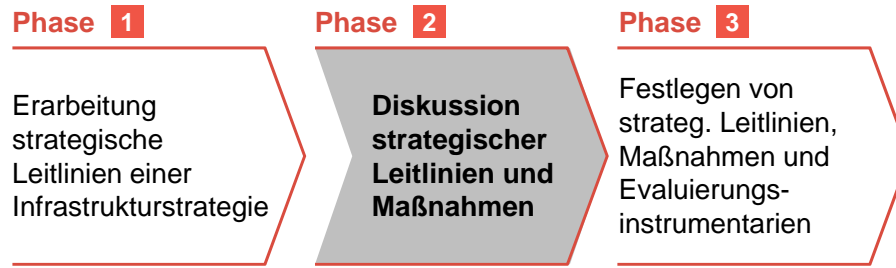 Phase 1
Erarbeitung
strategische
Leitlinien einer
Infrastrukturstrategie
Phase 2
Diskussion
strategischer
Leitlinien und
Maßnahmen
Phase 3
Festlegen von
strateg. Leitlinien,
Maßnahmen und
Evaluierungs-
instrumentarien